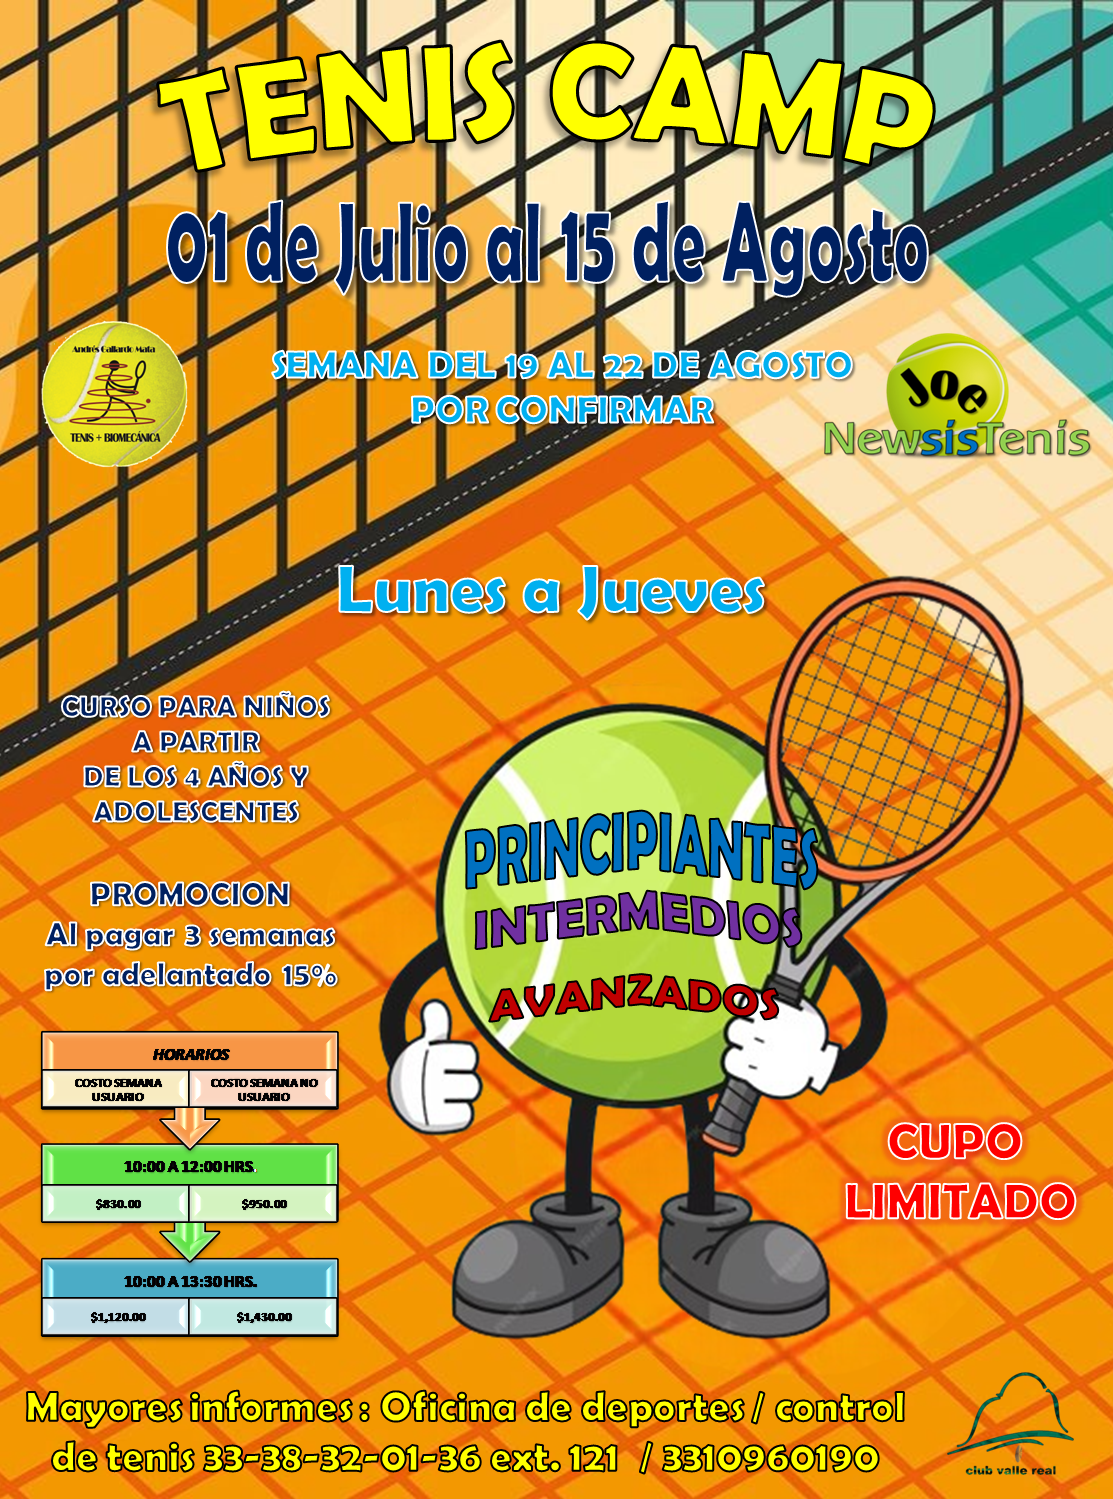 TENIS CAMP
01 de Julio al 15 de Agosto
Andrés Gallardo Mata
TENIS + BIOMECÁNICA
SEMANA DEL 19 AL 22 DE AGOSTO
POR CONFIRMAR
Joe
NewsisTenis
Lunes a Jueves
CURSO PARA NIÑOS
A PARTIR
DE LOS 4 AÑOS Y
ADOLESCENTES
PROMOCION
Al pagar 3 semanas
por adelantado 15%
PRINCIPIANTES
INTERMEDIOS
AVANZADOS
HORARIOS
COSTO SEMANA USUARIO
COSTO SEMANA NO USUARIO
10:00 A 12:00 HRS.
$830.00 $950.00
10:00 A 13:30 HRS.
$1,120.00 $1,430.00
CUPO
LIMITADO
Mayores informes : Oficina de deportes / control
de tenis 33-38-32-01-36 ext. 121 / 3310960190
club valle real